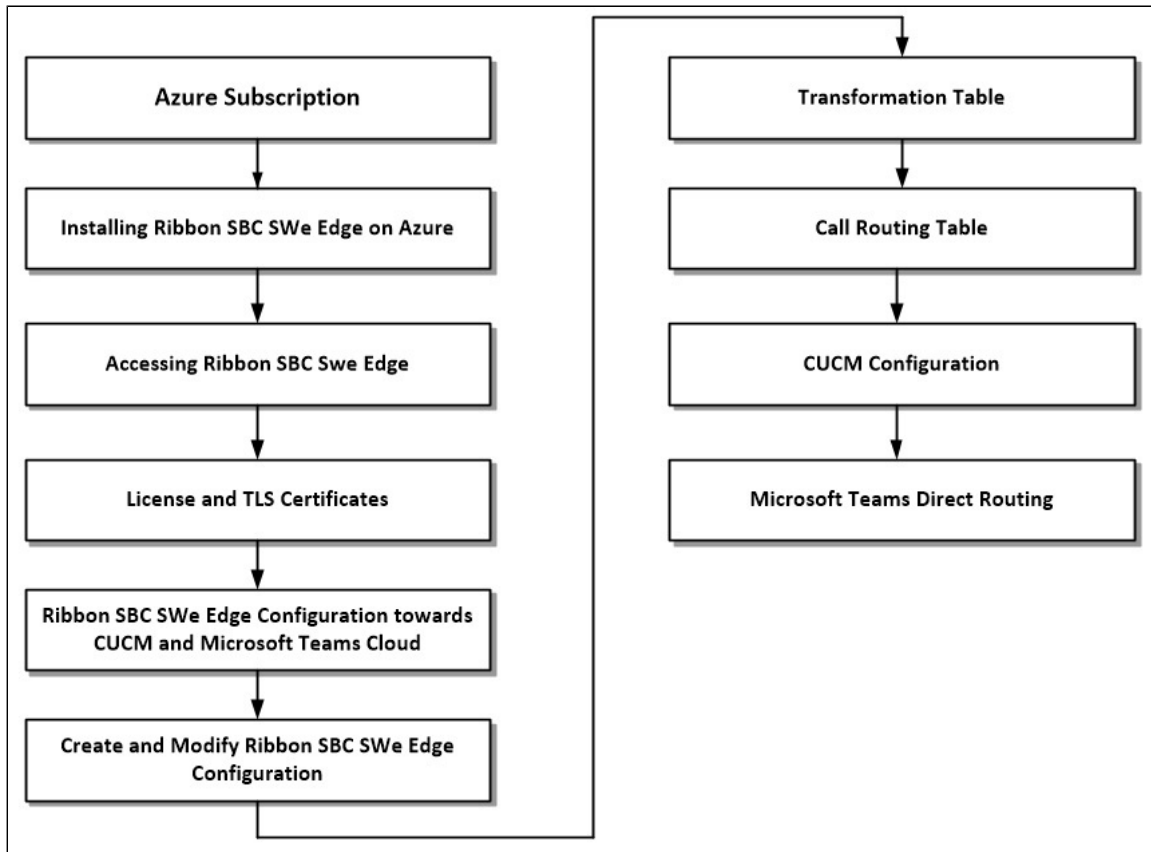 Azure Subscription
Installing Ribbon SBC SWe Edge on Azure
Accessing Ribbon SBC Swe Edge
License and TLS Certificates
Ribbon SBC SWe Edge Configuration towards
CUCM and Microsoft Teams Cloud
Create and Modify Ribbon SBC SWe Edge
Configuration
Transformation Table
Call Routing Table
CUCM Configuration
Microsoft Teams Direct Routing